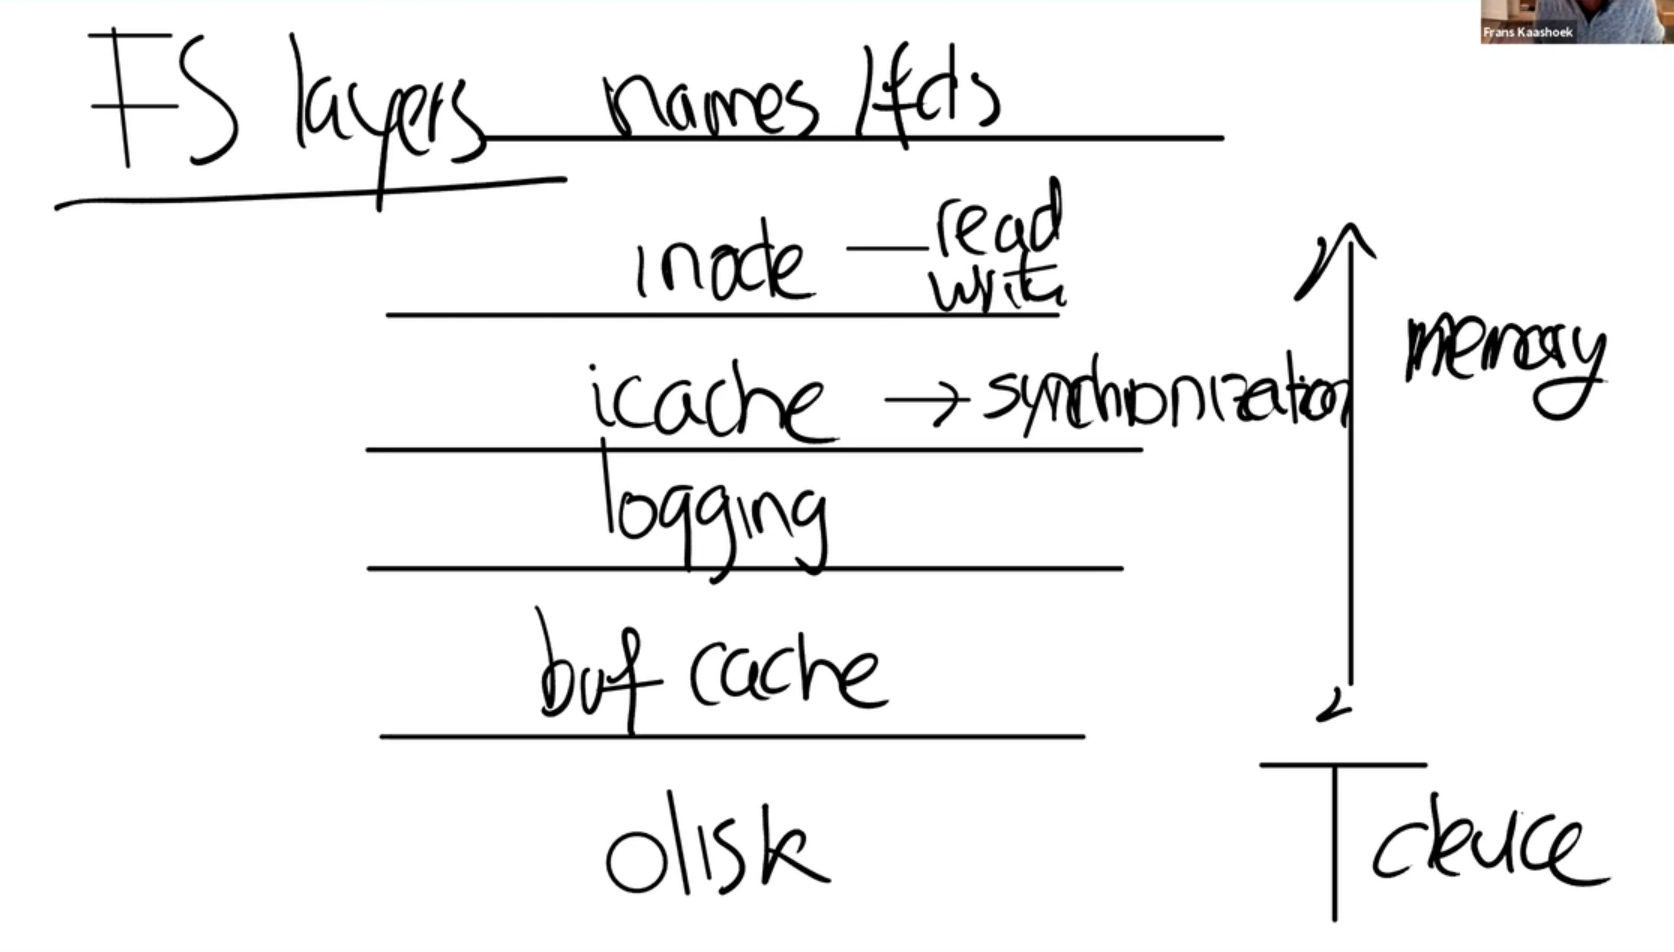 Frans Kaashoek
FS layers names/fds
inode — read
write
icache → synchronization
memory
logging
buf cache
disk
device